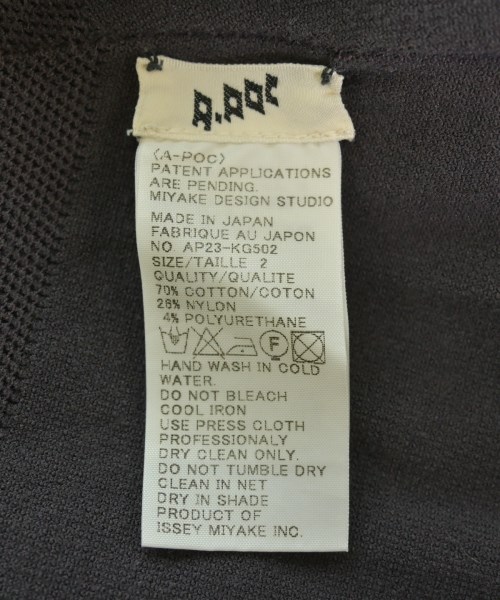 A.POC
〈A-POC〉
PATENT APPLICATIONS
ARE PENDING.
MIYAKE DESIGN STUDIO
MADE IN JAPAN
FABRIQUE AU JAPON
NO. AP23-KG502
SIZE/TAILLE 2
QUALITY/QUALITE
70% COTTON/COTON
26% NYLON
4% POLYURETHANE
F
HAND WASH IN COLD
WATER.
DO NOT BLEACH
COOL IRON
USE PRESS CLOTH
PROFESSIONALY
DRY CLEAN ONLY.
DO NOT TUMBLE DRY
CLEAN IN NET
DRY IN SHADE
PRODUCT OF
ISSEY MIYAKE INC.